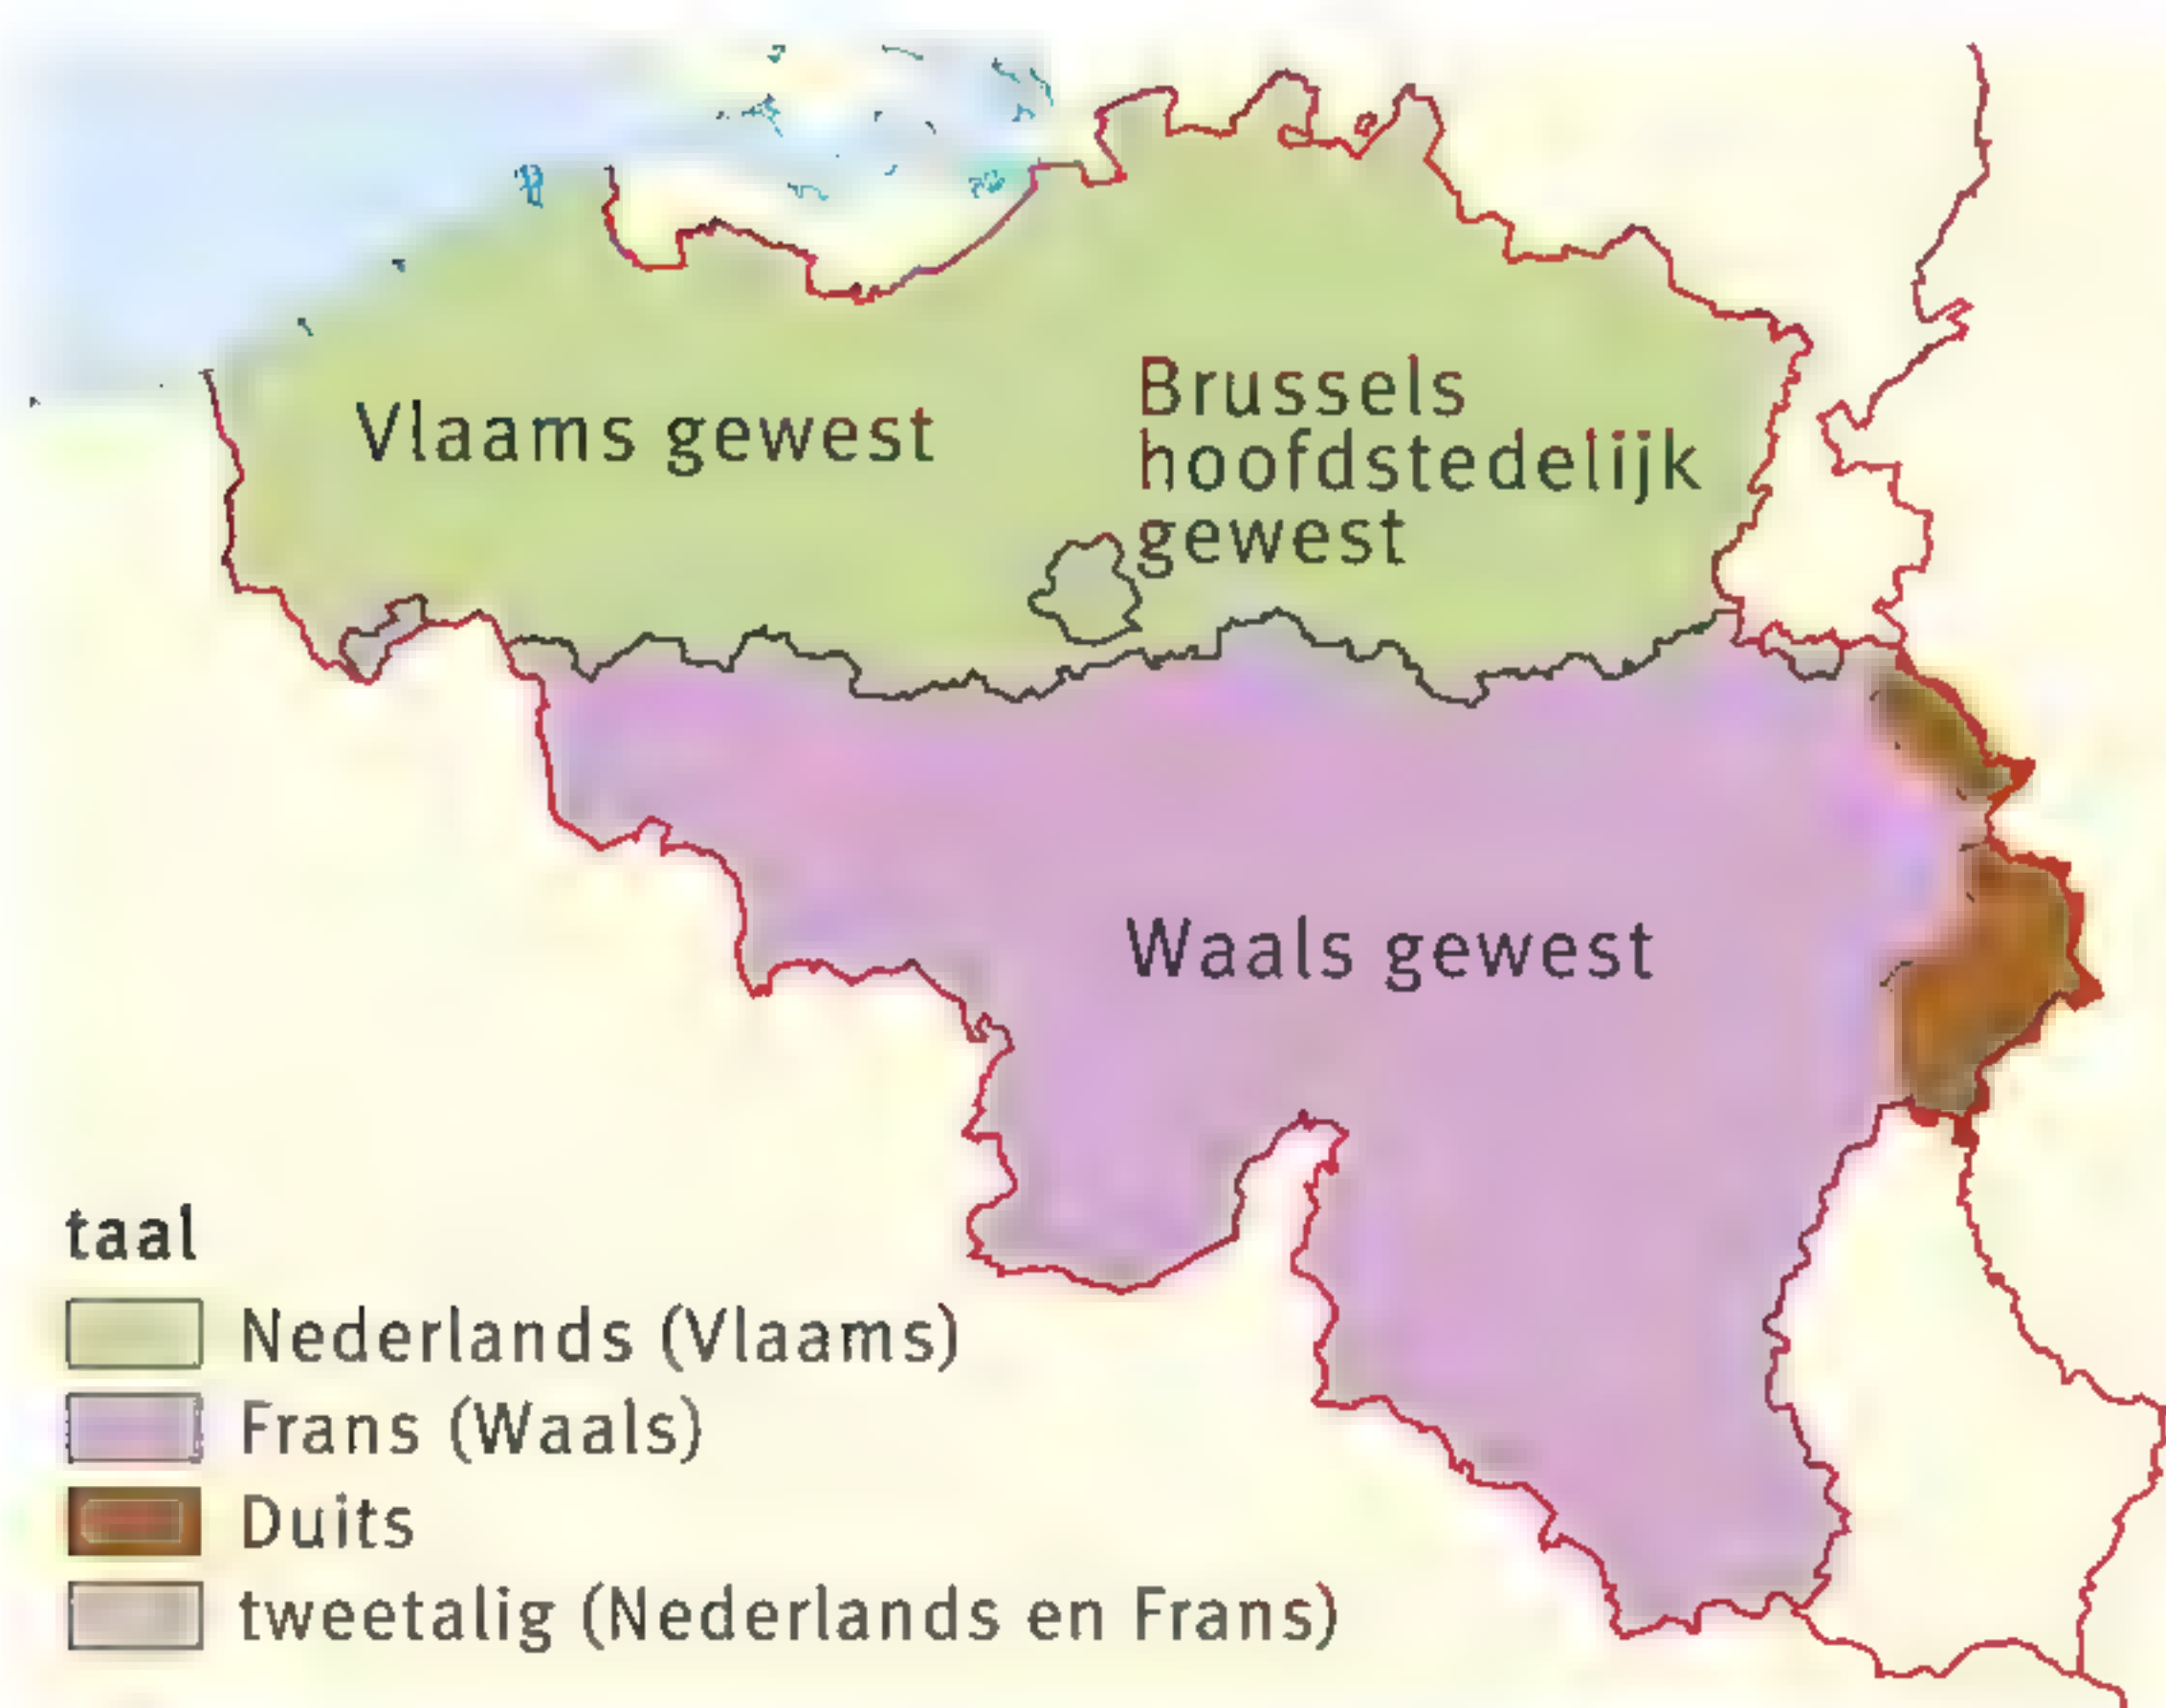 Vlaams gewest
Brussels
hoofdstedelijk
gewest
Waals gewest
taal
Nederlands (Vlaams)
Frans (Waals)
Duits
tweetalig (Nederlands en Frans)